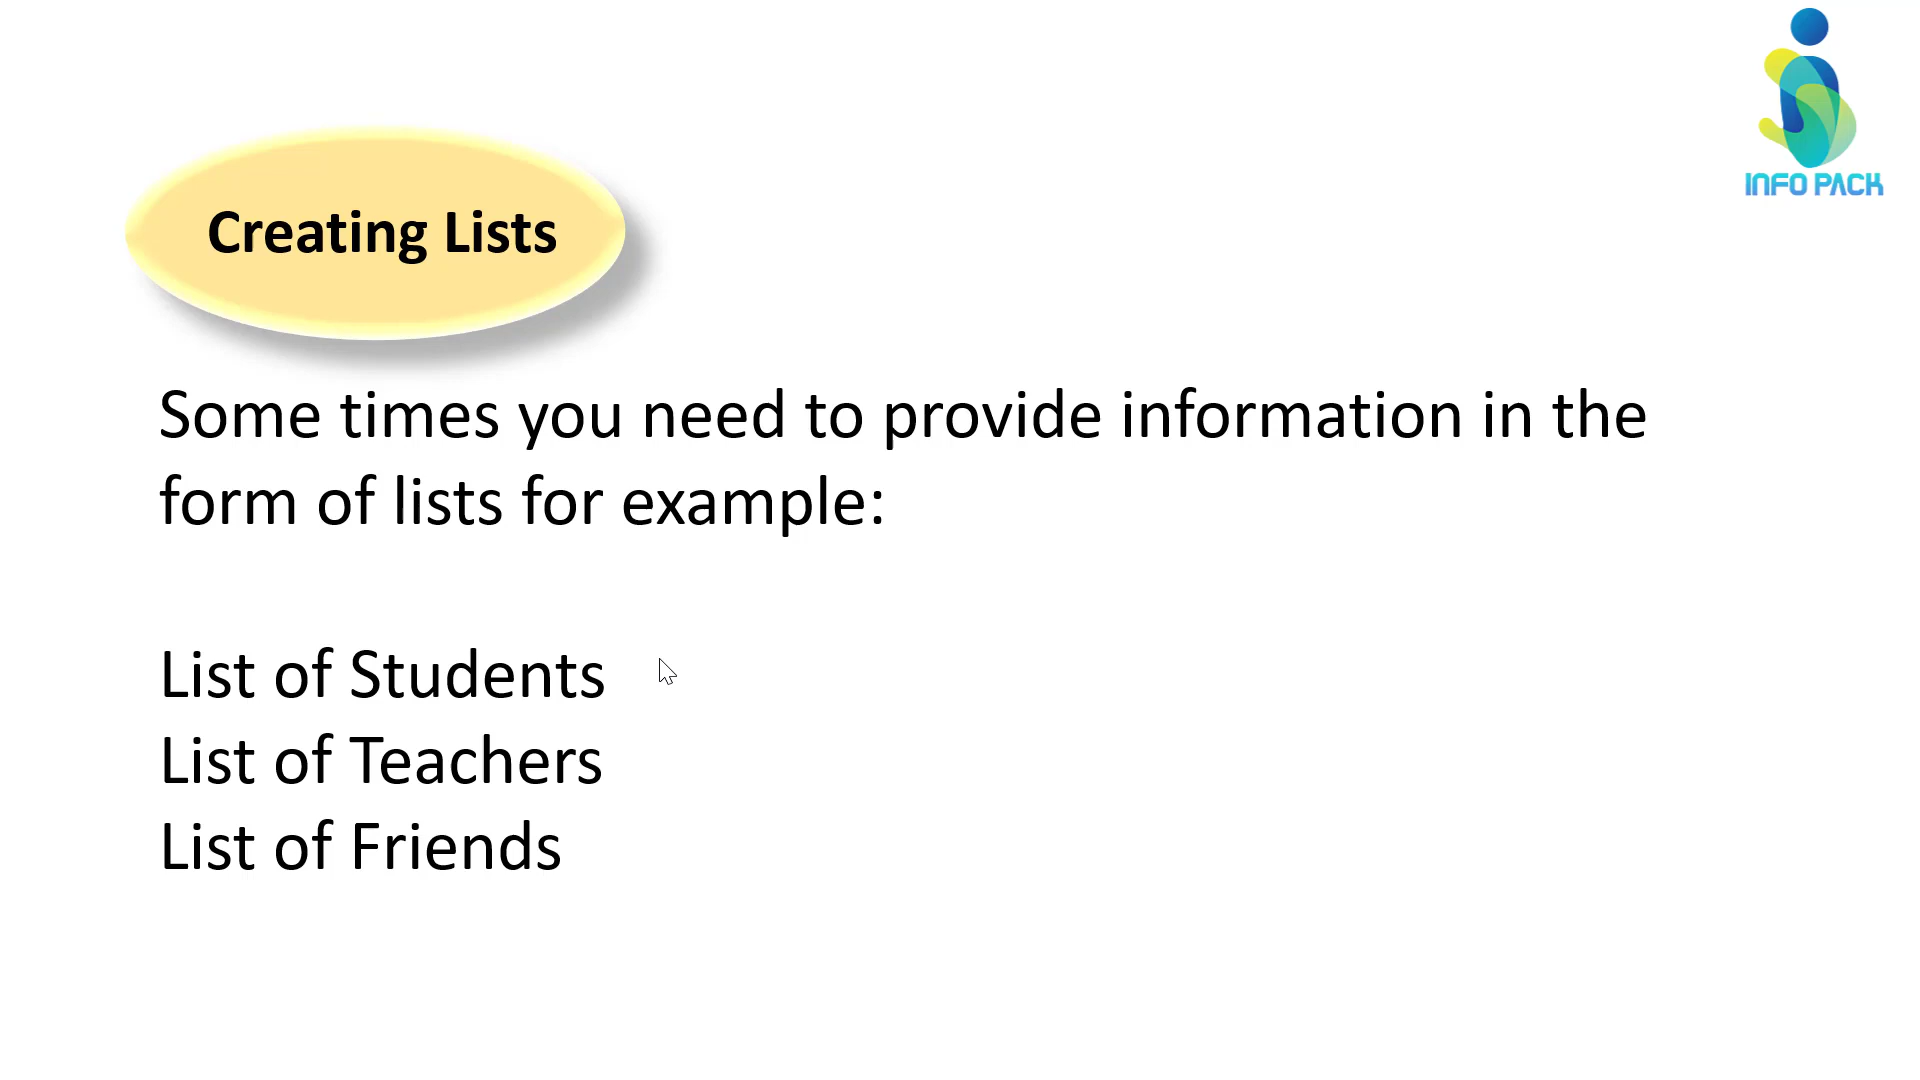 INFO PACK
Creating Lists
Some times you need to provide information in the
form of lists for example:
List of Students
List of Teachers
List of Friends